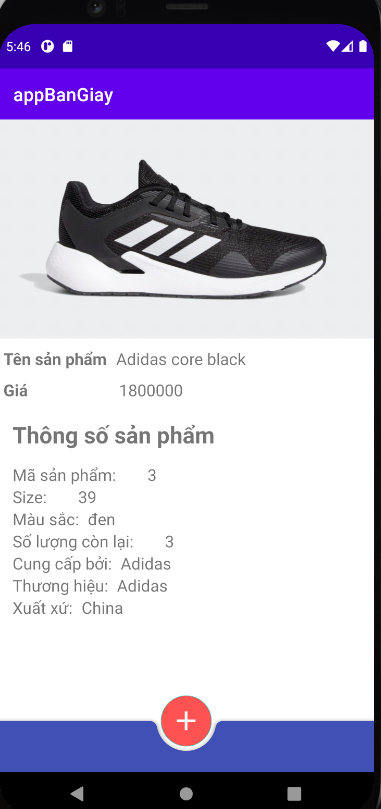 5:46
appBanGiay
Tên sản phẩm Adidas core black
Giá 1800000
Thông số sản phẩm
Mã sản phẩm: 3
Size: 39
Màu sắc: đen
Số lượng còn lại: 3
Cung cấp bởi: Adidas
Thương hiệu: Adidas
Xuất xứ: China